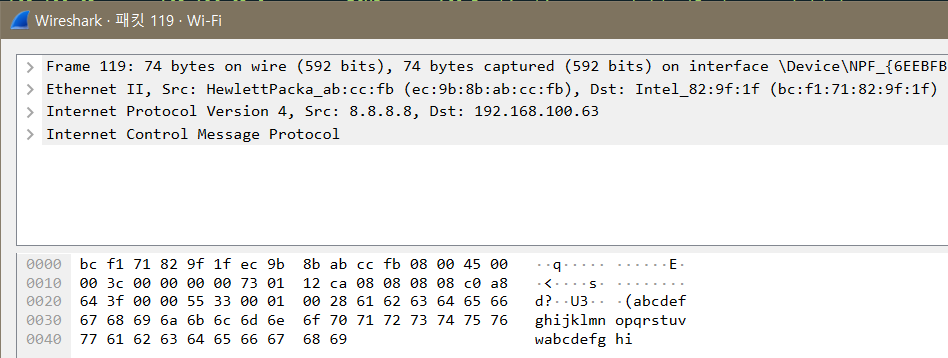 Wireshark · 패킷 119 · Wi-Fi
Frame 119: 74 bytes on wire (592 bits), 74 bytes captured (592 bits) on interface \Device\NPF_{6EEBFB
Ethernet II, Src: HewlettPacka_ab:cc:fb (ec:9b:8b:ab:cc:fb), Dst: Intel_82:9f:1f (bc:f1:71:82:9f:1f)
Internet Protocol Version 4, Src: 8.8.8.8, Dst: 192.168.100.63
Internet Control Message Protocol
0000 bc f1 71 82 9f 1f ec 9b 8b ab cc fb 08 00 45 00 ··q····· ······E·
0010 00 3c 00 00 00 00 73 01 12 ca 08 08 08 08 c0 a8 ·<····s· ········
0020 64 3f 00 00 55 33 00 01 00 28 61 62 63 64 65 66 d?··U3·· ·(abcdef
0030 67 68 69 6a 6b 6c 6d 6e 6f 70 71 72 73 74 75 76 ghijklmn opqrstuv
0040 77 61 62 63 64 65 66 67 68 69 wabcdefg hi